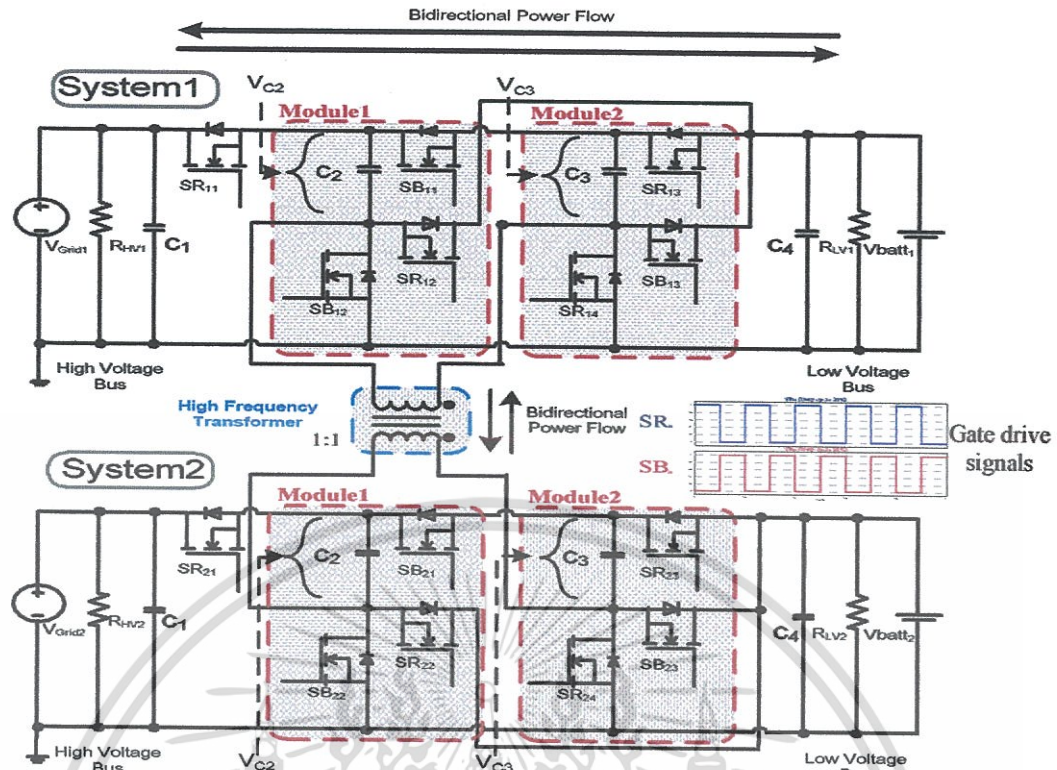 Bidirectional Power Flow
System1
VC2
VC3
Module1
Module2
SR11
C2
SB11
C3
SR13
VGrid1
RHV1
C1
SR12
SB12
SB13
SR14
C4
RLV1
Vbatt1
High Voltage
Bus
Low Voltage
Bus
High Frequency
Transformer
1:1
Bidirectional
Power Flow
SR.
SB.
Gate drive
signals
System2
Module1
Module2
SR21
C2
SB21
C3
SR21
VGrid2
RHV2
C1
SR22
SB22
SB23
SR24
C4
RLV2
Vbatt2
High Voltage
Bus
VC2
VC3
Low Voltage